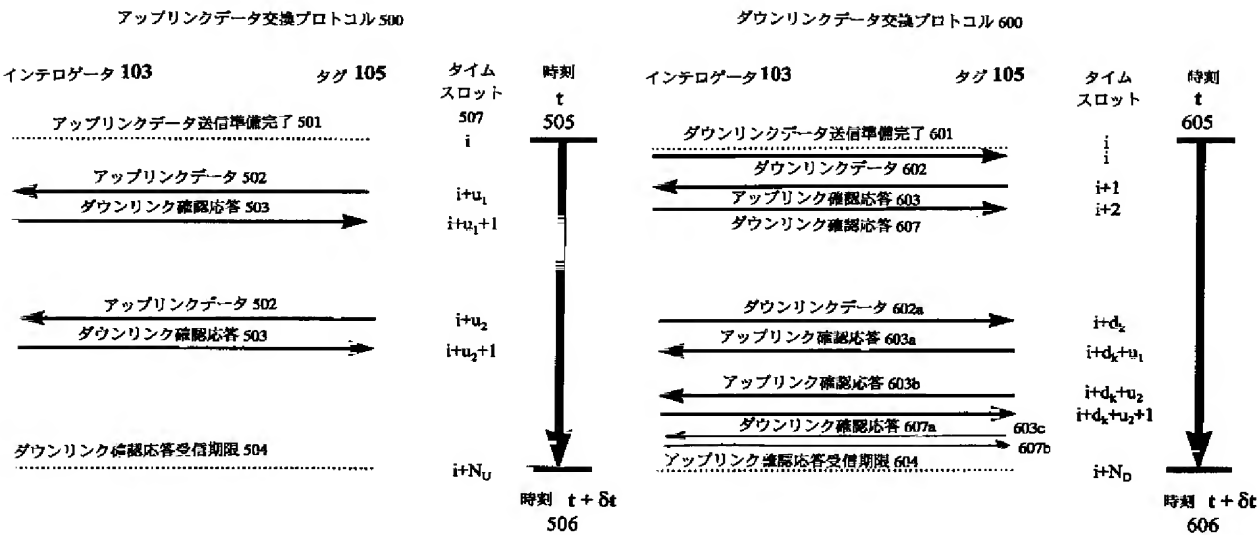 アップリンクデータ交換プロトコル 500
インテロゲータ 103
タグ 105
タイム
スロット
507
時刻
t
505
アップリンクデータ送信準備完了 501
i
アップリンクデータ 502
i+u₁
ダウンリンク確認応答 503
i+u₁+1
アップリンクデータ 502
i+u₂
ダウンリンク確認応答 503
i+u₂+1
ダウンリンク確認応答受信期限 504
i+N_U
時刻 t + δt
506
ダウンリンクデータ交換プロトコル 600
インテロゲータ 103
タグ 105
タイム
スロット
時刻
t
605
ダウンリンクデータ送信準備完了 601
i
i
ダウンリンクデータ 602
i+1
アップリンク確認応答 603
i+2
ダウンリンク確認応答 607
ダウンリンクデータ 602a
i+d_k
アップリンク確認応答 603a
i+d_k+u₁
アップリンク確認応答 603b
i+d_k+u₂
i+d_k+u₂+1
ダウンリンク確認応答 607a
603c
607b
アップリンク確認応答受信期限 604
i+N_D
時刻 t + δt
606